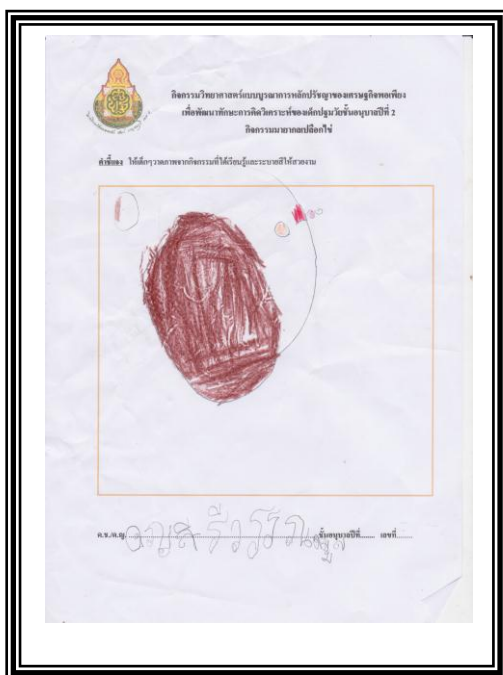 กิจกรรมวิทยาศาสตร์แบบบูรณาการหลักปรัชญาของเศรษฐกิจพอเพียง
เพื่อพัฒนาทักษะการคิดวิเคราะห์ของเด็กปฐมวัยชั้นอนุบาลปีที่ 2
กิจกรรมมายากลเปลือกไข่
คำชี้แจง ให้เด็กๆวาดภาพจากกิจกรรมที่ได้เรียนรู้และระบายสีให้สวยงาม
ด.ช./ด.ญ. ชั้นอนุบาลปีที่...... เลขที่......